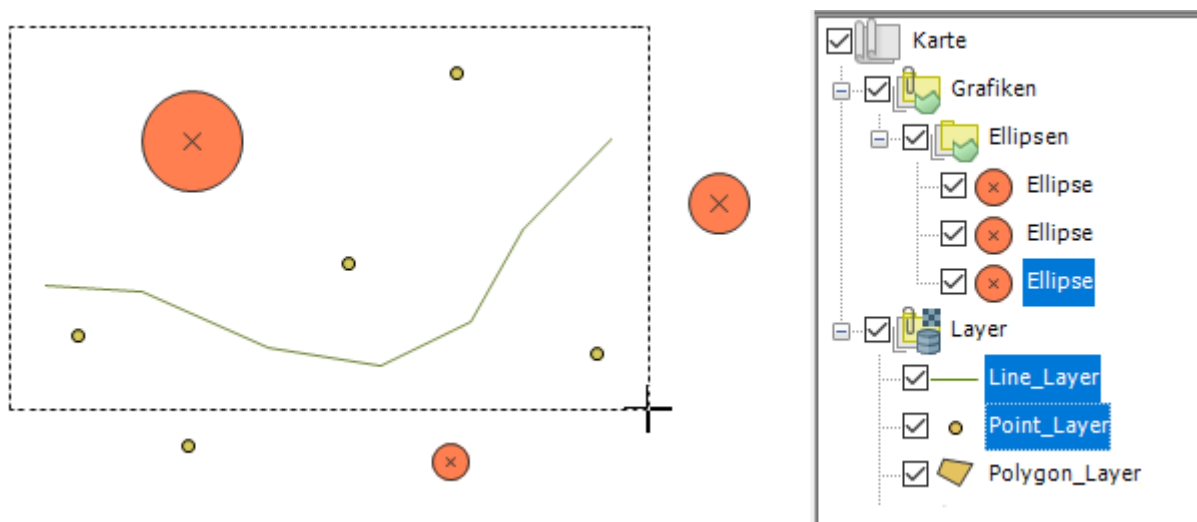 Karte
Grafiken
Ellipsen
Ellipse
Ellipse
Ellipse
Layer
Line_Layer
Point_Layer
Polygon_Layer